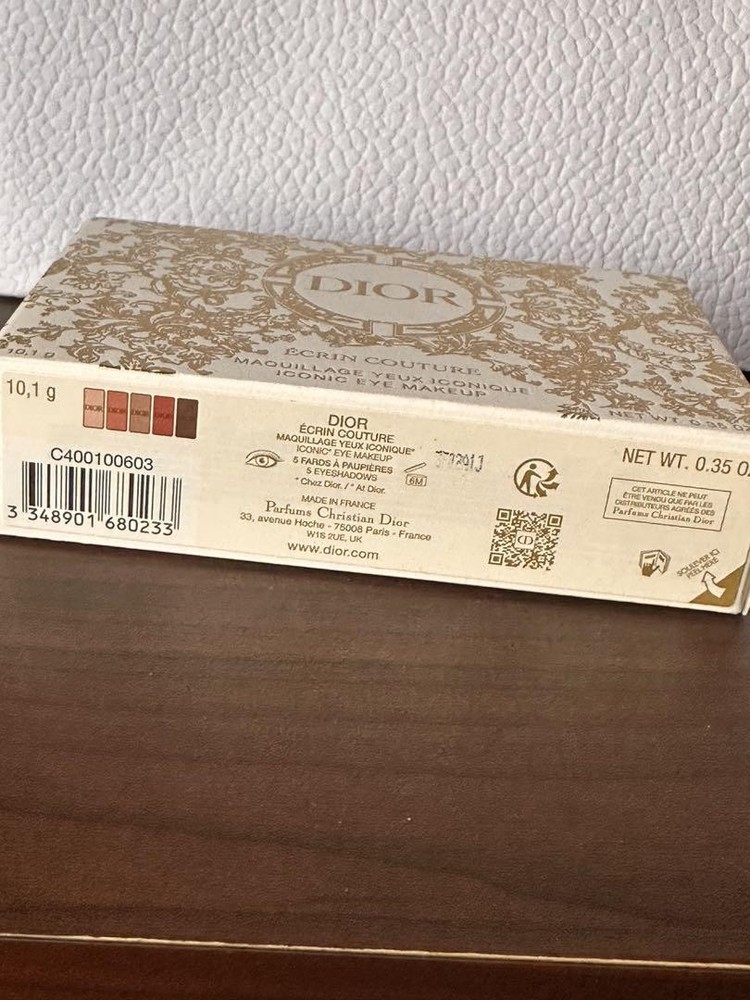 DIOR
ÉCRIN COUTURE
MAQUILLAGE YEUX ICONIQUE
ICONIC EYE MAKEUP
10,1 g
NET WT. 0.35 OZ
10,1 g
C400100603
3 348901 680233
DIOR
ÉCRIN COUTURE
MAQUILLAGE YEUX ICONIQUE*
ICONIC* EYE MAKEUP
5 FARDS À PAUPIÈRES
5 EYESHADOWS
* Chez Dior. / * At Dior.
6M
MADE IN FRANCE
Parfums Christian Dior
33, avenue Hoche - 75008 Paris - France
W1S 2UE, UK
www.dior.com
NET WT. 0.35 O
CET ARTICLE NE PEUT
ÊTRE VENDU QUE PAR LES
DISTRIBUTEURS AGRÉÉS DES
Parfums Christian Dior
SOULEVER ICI
PEEL HERE